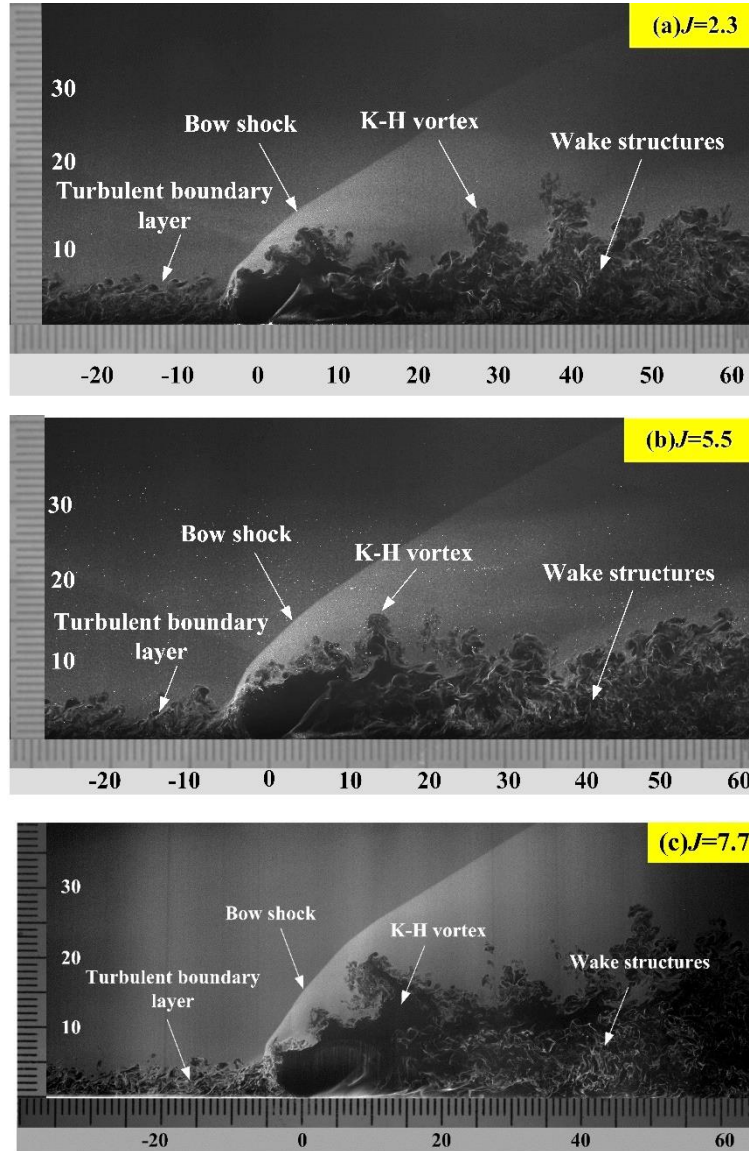 (a)J=2.3
30
K-H vortex
Bow shock
Wake structures
20
Turbulent boundary
layer
10
-20 -10 0 10 20 30 40 50 60
(b)J=5.5
30
Bow shock
K-H vortex
20
Wake structures
Turbulent boundary
layer
10
-20 -10 0 10 20 30 40 50 60
(c)J=7.7
30
Bow shock
K-H vortex
20
Wake structures
Turbulent boundary
layer
10
-20 0 20 40 60